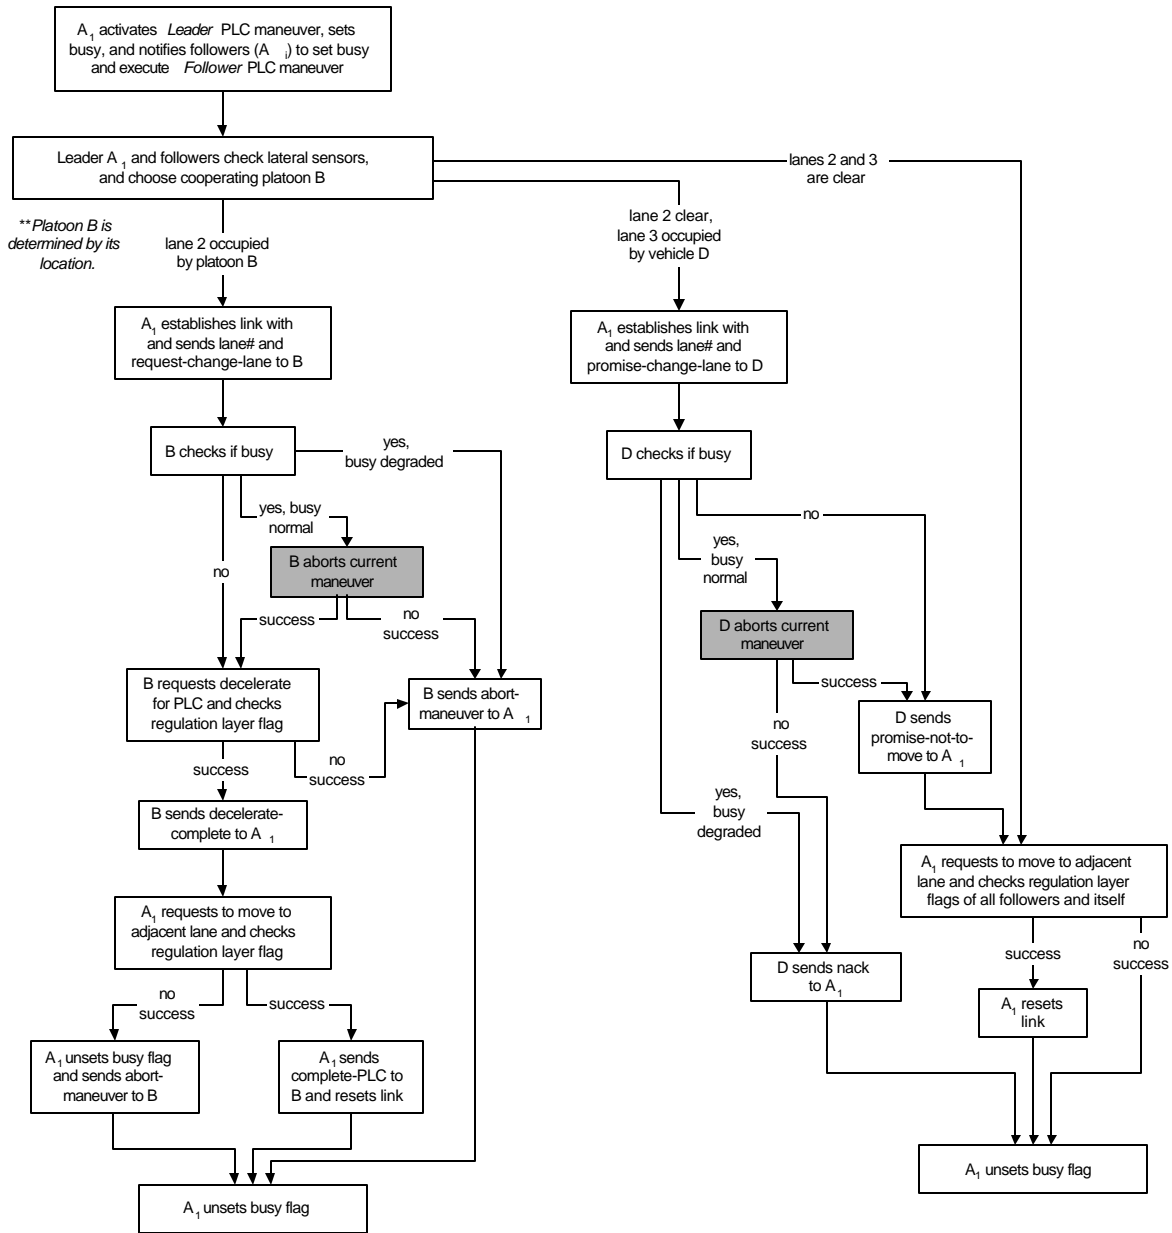 A 1 activates Leader PLC maneuver, sets
busy, and notifies followers (A i) to set busy
and execute Follower PLC maneuver
Leader A 1 and followers check lateral sensors,
and choose cooperating platoon B
lanes 2 and 3
are clear
**Platoon B is
determined by its
location.
lane 2 occupied
by platoon B
lane 2 clear,
lane 3 occupied
by vehicle D
A1 establishes link with
and sends lane# and
request-change-lane to B
A1 establishes link with
and sends lane# and
promise-change-lane to D
B checks if busy
yes,
busy degraded
D checks if busy
yes, busy
normal
no
yes,
busy
normal
B aborts current
maneuver
no
success
no
success
D aborts current
maneuver
success
B requests decelerate
for PLC and checks
regulation layer flag
B sends abort-
maneuver to A 1
D sends
promise-not-to-
move to A 1
no
success
no
success
success
yes,
busy
degraded
B sends decelerate-
complete to A 1
A1 requests to move to adjacent
lane and checks regulation layer
flags of all followers and itself
A1 requests to move to
adjacent lane and checks
regulation layer flag
D sends nack
to A1
success
no
success
no
success
success
A1 resets
link
A1 unsets busy flag
and sends abort-
maneuver to B
A1 sends
complete-PLC to
B and resets link
A1 unsets busy flag
A1 unsets busy flag